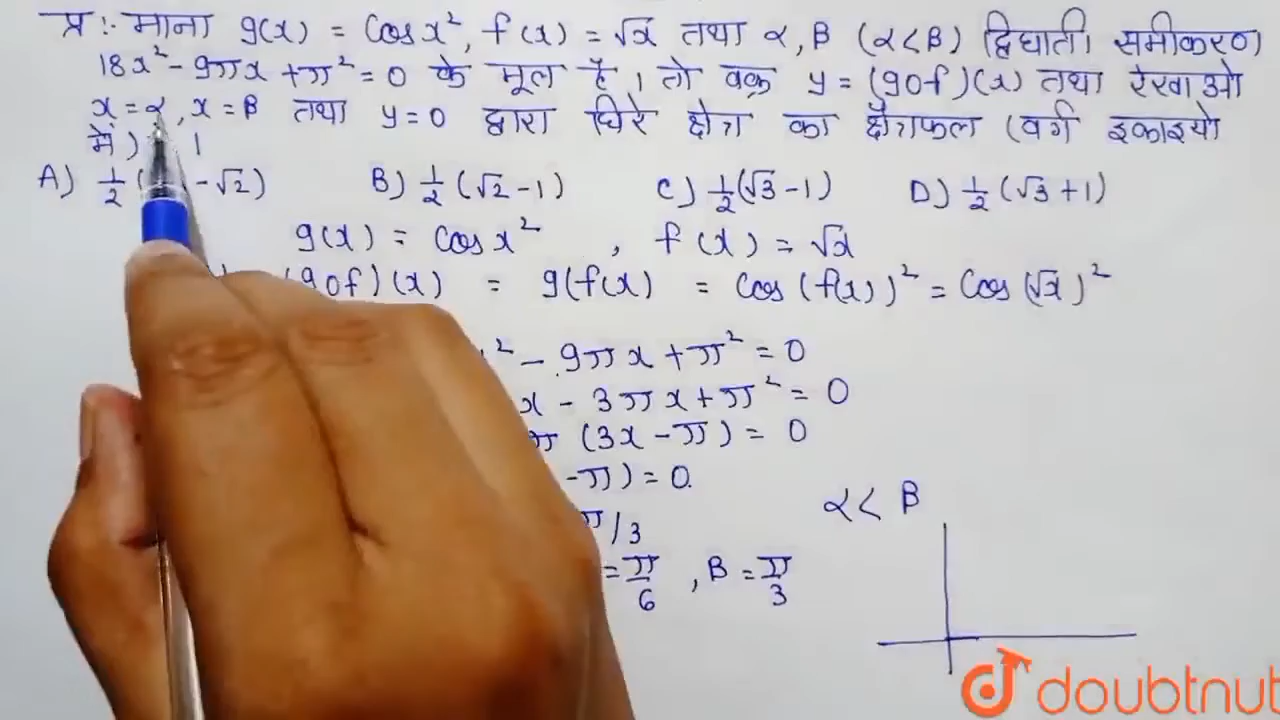 प्र :- माना g(x) = Cos x², f(x) = √x तथा α, β (α<β) द्विघाती समीकरण
18x² - 9πx + π² = 0 के मूल है, तो वक्र y = (gof)(x) तथा रेखाओ
x = α, x = β तथा y = 0 द्वारा घिरे क्षेत्र का क्षेत्रफल (वर्ग इकाइयो
में)
A) 1/2 ( - √2) B) 1/2 (√2 - 1) C) 1/2 (√3 - 1) D) 1/2 (√3 + 1)
g(x) = Cos x² , f(x) = √x
(gof)(x) = g(f(x) = Cos (f(x))² = Cos (√x)²
² - 9πx + π² = 0
x - 3πx + π² = 0
(3x - π) = 0
- π) = 0
π/3
α < β
= π/6 , β = π/3
doubtnut